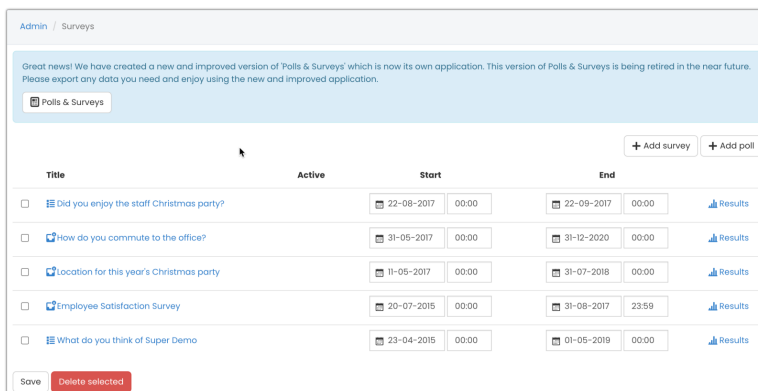 Admin / Surveys
Great news! We have created a new and improved version of 'Polls & Surveys' which is now its own application. This version of Polls & Surveys is being retired in the near future.
Please export any data you need and enjoy using the new and improved application.
Polls & Surveys
+ Add survey + Add poll
Title Active Start End
Did you enjoy the staff Christmas party? 22-08-2017 00:00 22-09-2017 00:00 Results
How do you commute to the office? 31-05-2017 00:00 31-12-2020 00:00 Results
Location for this year's Christmas party 11-05-2017 00:00 31-07-2018 00:00 Results
Employee Satisfaction Survey 20-07-2015 00:00 31-08-2017 23:59 Results
What do you think of Super Demo 23-04-2015 00:00 01-05-2019 00:00 Results
Save Delete selected